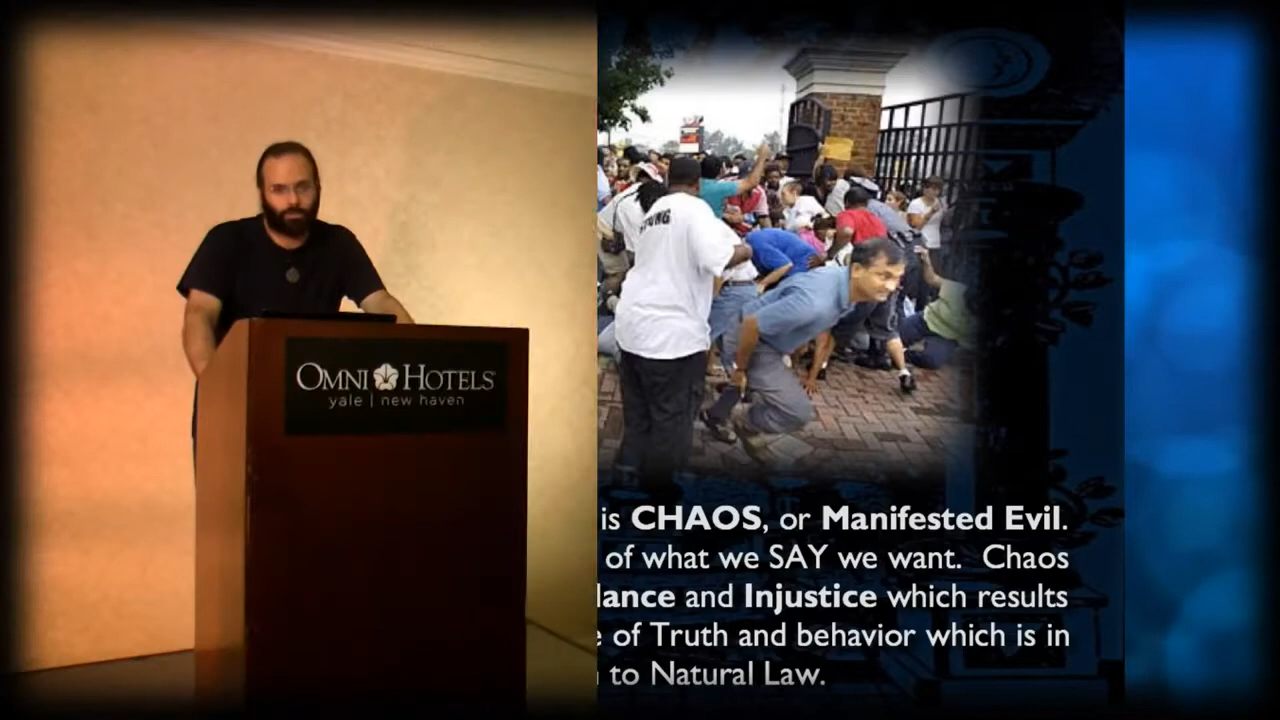 OMNI HOTELS
yale | new haven
is CHAOS, or Manifested Evil.
of what we SAY we want. Chaos
lance and Injustice which results
e of Truth and behavior which is in
to Natural Law.